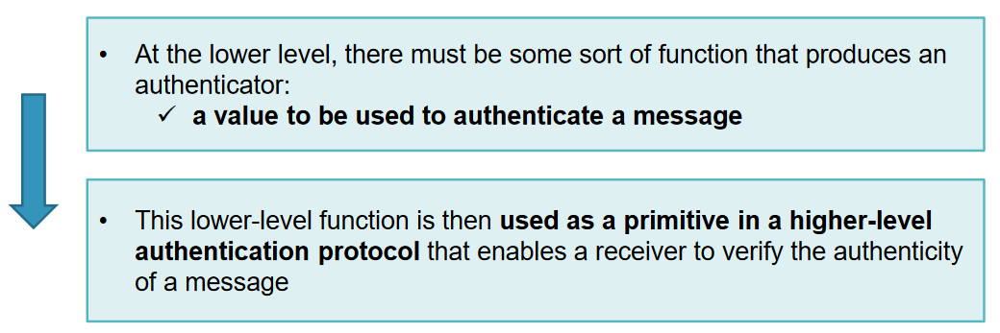 • At the lower level, there must be some sort of function that produces an
authenticator:
✓ a value to be used to authenticate a message
• This lower-level function is then used as a primitive in a higher-level
authentication protocol that enables a receiver to verify the authenticity
of a message